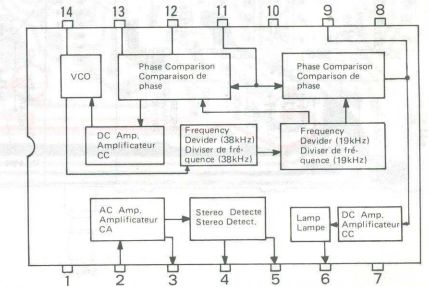 14 13 12 11 10 9 8
VCO
Phase Comparison
Comparaison de
phase
Phase Comparison
Comparaison de
phase
DC Amp.
Amplificateur
CC
Frequency
Devider (38kHz)
Diviser de fré-
quence (38kHz)
Frequency
Devider (19kHz)
Diviser de fré-
quence (19kHz)
AC Amp.
Amplificateur
CA
Stereo Detecte
Stereo Detect.
Lamp
Lampe
DC Amp.
Amplificateur
CC
1 2 3 4 5 6 7